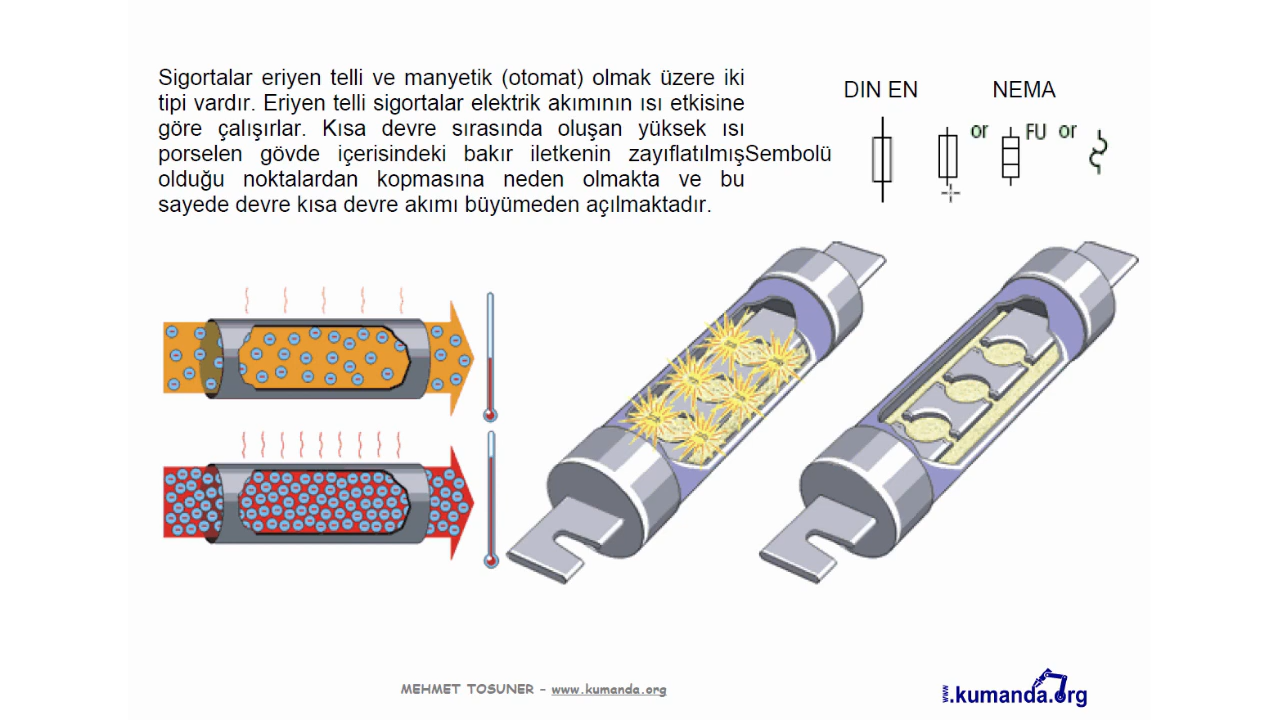 Sigortalar eriyen telli ve manyetik (otomat) olmak üzere iki
tipi vardır. Eriyen telli sigortalar elektrik akımının ısı etkisine
göre çalışırlar. Kısa devre sırasında oluşan yüksek ısı
porselen gövde içerisindeki bakır iletkenin zayıflatılmış
olduğu noktalardan kopmasına neden olmakta ve bu
sayede devre kısa devre akımı büyümeden açılmaktadır.
Sembolü
DIN EN NEMA
or FU or
MEHMET TOSUNER - www.kumanda.org
www.kumanda.org